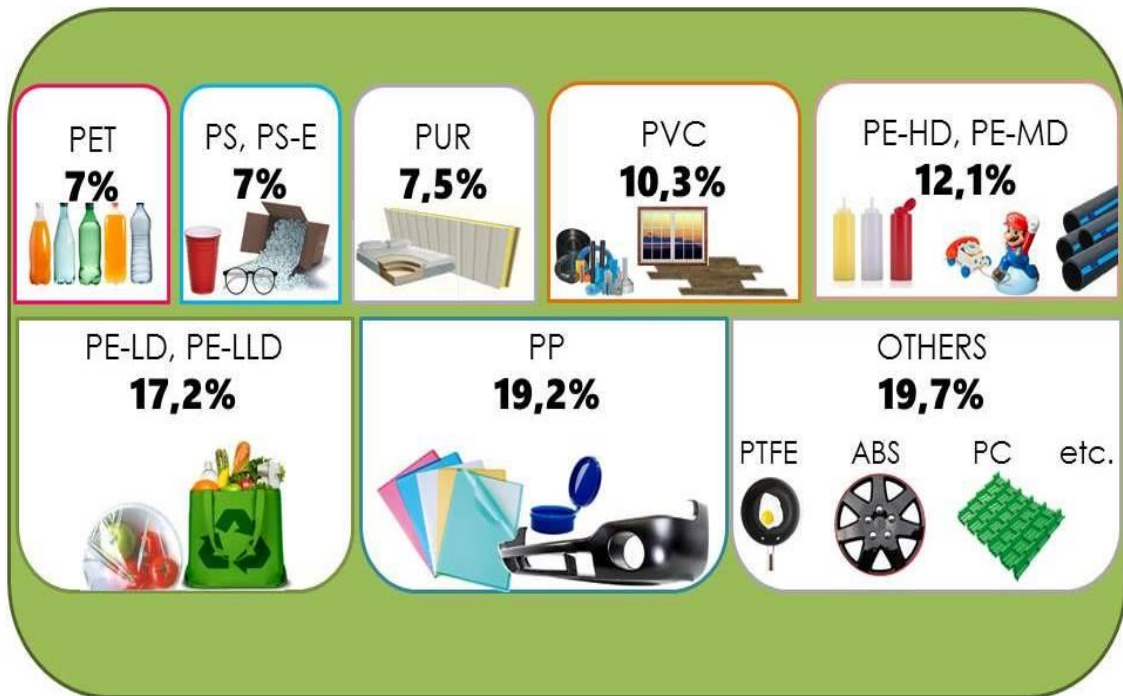 PET
7%
PS, PS-E
7%
PUR
7,5%
PVC
10,3%
PE-HD, PE-MD
12,1%
PE-LD, PE-LLD
17,2%
PP
19,2%
OTHERS
19,7%
PTFE ABS PC etc.